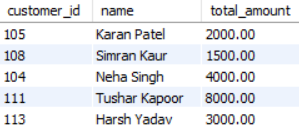 customer_id name total_amount
105 Karan Patel 2000.00
108 Simran Kaur 1500.00
104 Neha Singh 4000.00
111 Tushar Kapoor 8000.00
113 Harsh Yadav 3000.00